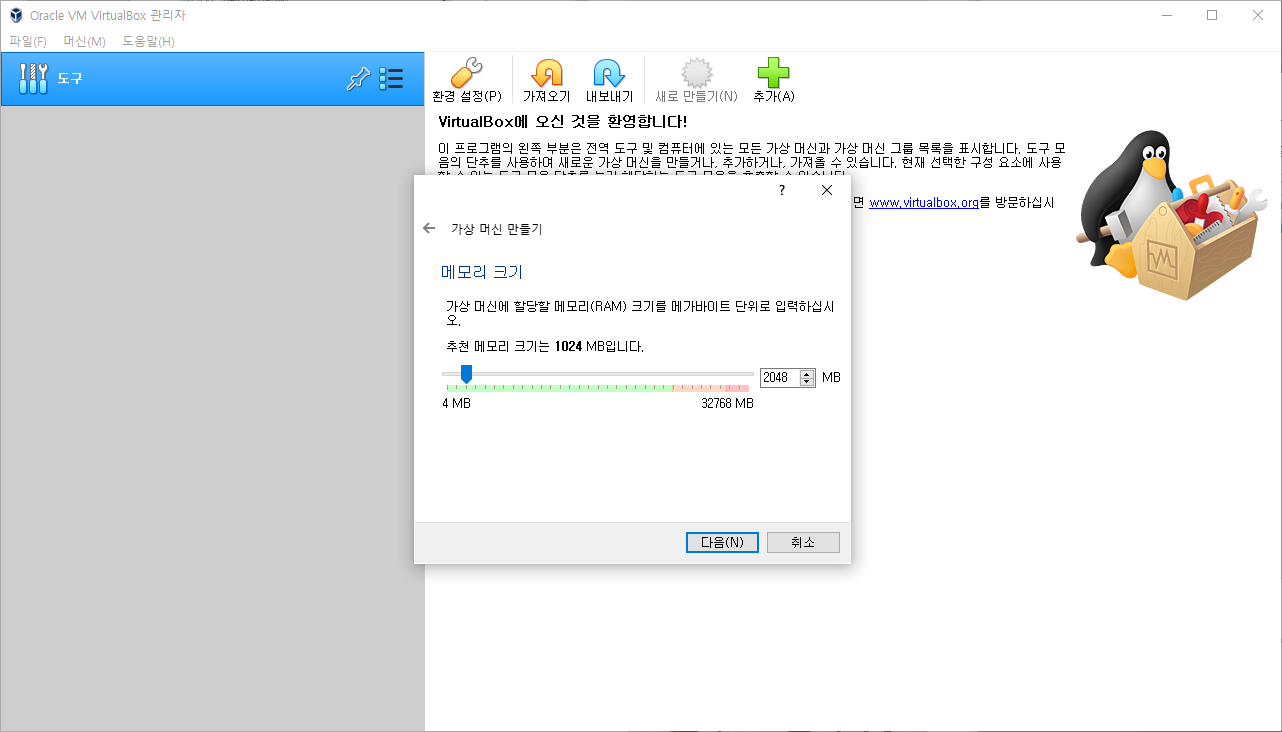 Oracle VM VirtualBox 관리자
파일(F) 머신(M) 도움말(H)
도구
환경 설정(P) 가져오기 내보내기 새로 만들기(N) 추가(A)
VirtualBox에 오신 것을 환영합니다!
이 프로그램의 왼쪽 부분은 전역 도구 및 컴퓨터에 있는 모든 가상 머신과 가상 머신 그룹 목록을 표시합니다. 도구 모
음의 단추를 사용하여 새로운 가상 머신을 만들거나, 추가하거나, 가져올 수 있습니다. 현재 선택한 구성 요소에 사용
면 www.virtualbox.org를 방문하십시
?
가상 머신 만들기
메모리 크기
가상 머신에 할당할 메모리(RAM) 크기를 메가바이트 단위로 입력하십시
오.
추천 메모리 크기는 1024 MB입니다.
2048 MB
4 MB 32768 MB
다음(N) 취소